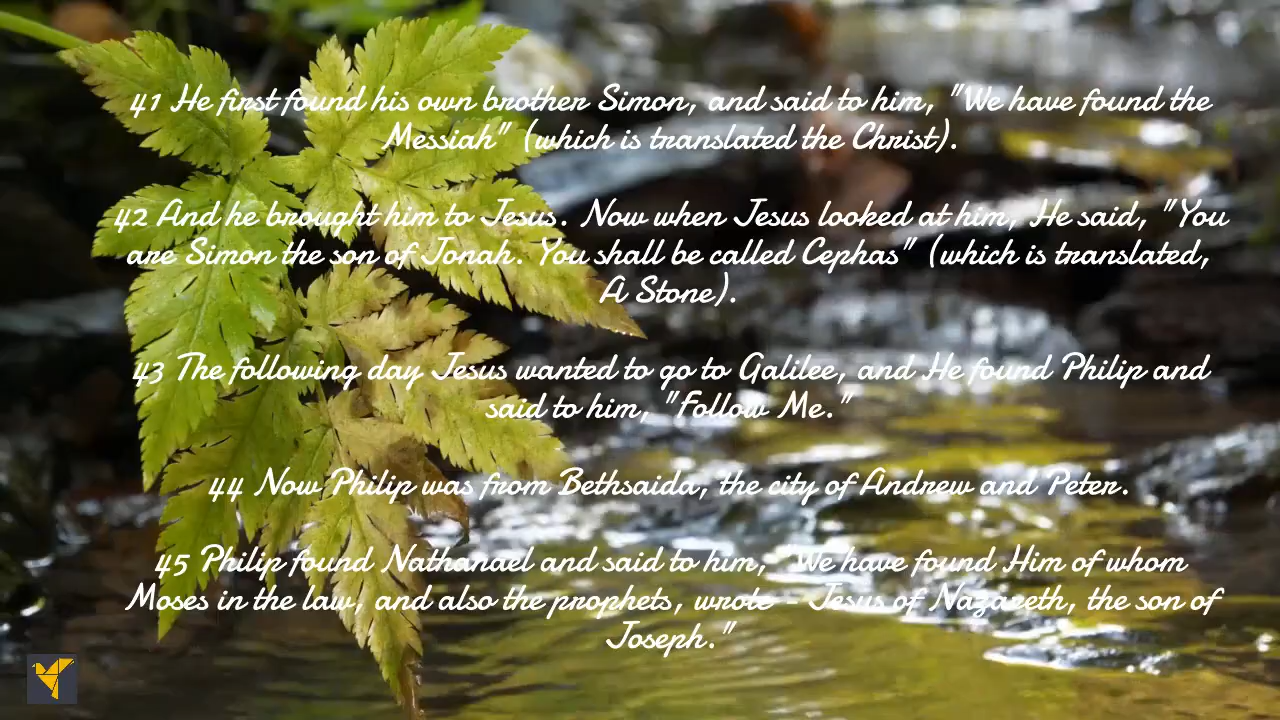 41 He first found his own brother Simon, and said to him, "We have found the
Messiah" (which is translated the Christ).
42 And he brought him to Jesus. Now when Jesus looked at him, He said, "You
are Simon the son of Jonah. You shall be called Cephas" (which is translated,
A Stone).
43 The following day Jesus wanted to go to Galilee, and He found Philip and
said to him, "Follow Me."
44 Now Philip was from Bethsaida, the city of Andrew and Peter.
45 Philip found Nathanael and said to him, "We have found Him of whom
Moses in the law, and also the prophets, wrote - Jesus of Nazareth, the son of
Joseph."